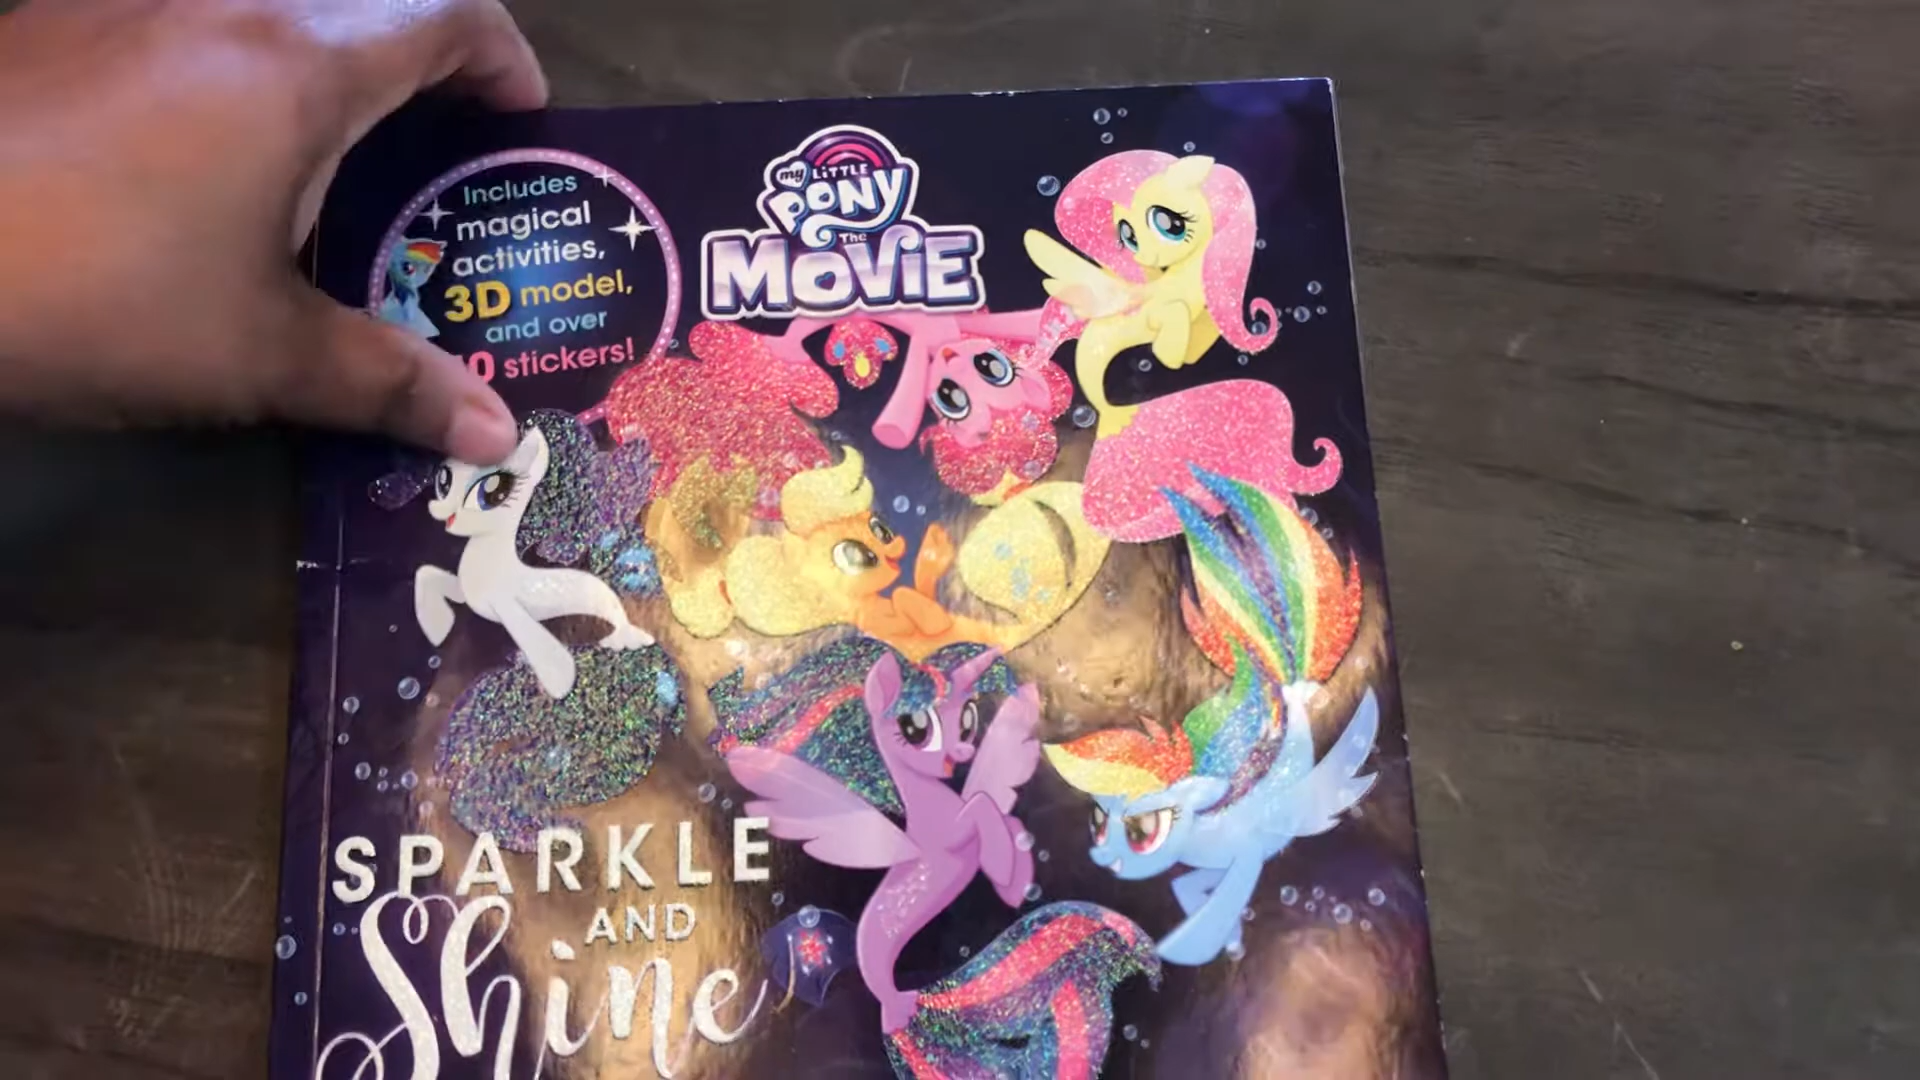 Includes
magical
activities,
3D model,
and over
stickers!
my LiTTLE
PONY
The
MOViE
SPARKLE
AND
Shine